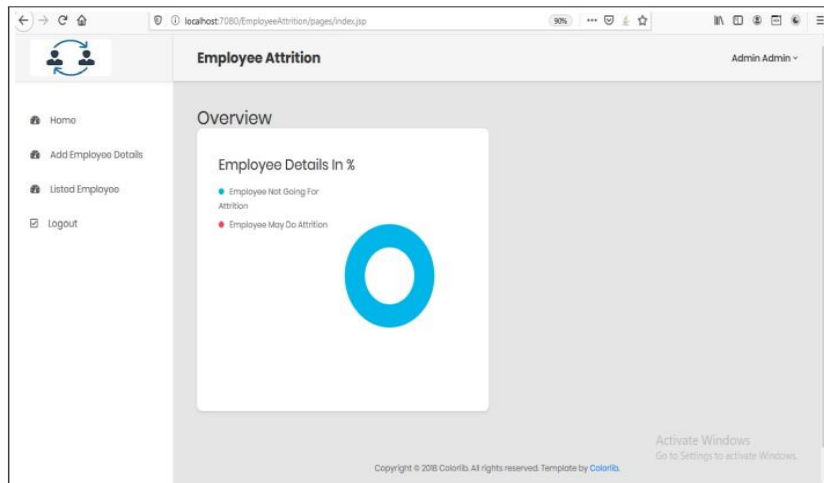 90%
localhost:7080/EmployeeAttrition/pages/index.jsp
Employee Attrition
Admin Admin
Home
Add Employee Details
Listed Employee
Logout
Overview
Employee Details In %
Employee Not Going For
Attrition
Employee May Do Attrition
Activate Windows
Go to Settings to activate Windows.
Copyright © 2018 Colorlib. All rights reserved. Template by Colorlib.